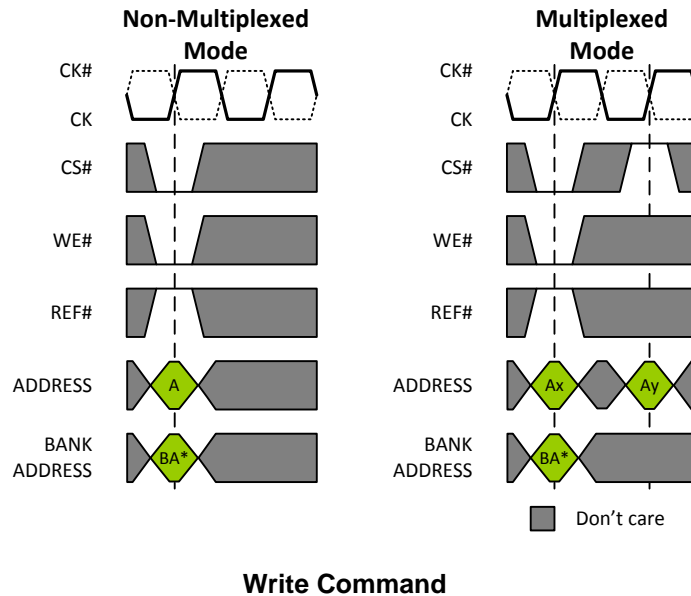 Non-Multiplexed
Mode
CK#
CK
CS#
WE#
REF#
ADDRESS
A
BANK
ADDRESS
BA*
Multiplexed
Mode
CK#
CK
CS#
WE#
REF#
ADDRESS
Ax
Ay
BANK
ADDRESS
BA*
Don't care
Write Command